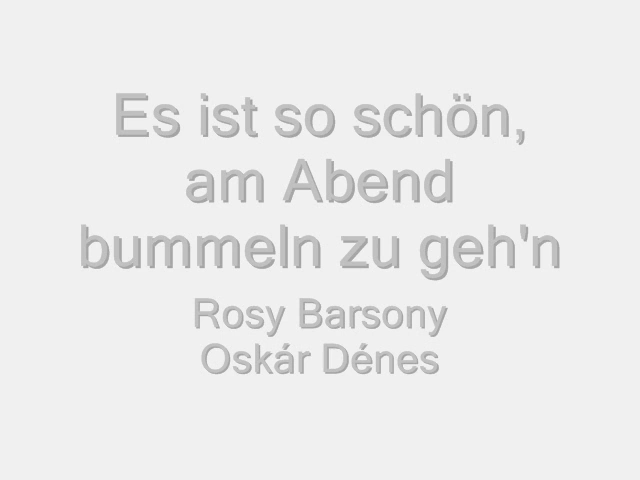 Es ist so schön,
am Abend
bummeln zu geh'n
Rosy Barsony
Oskár Dénes